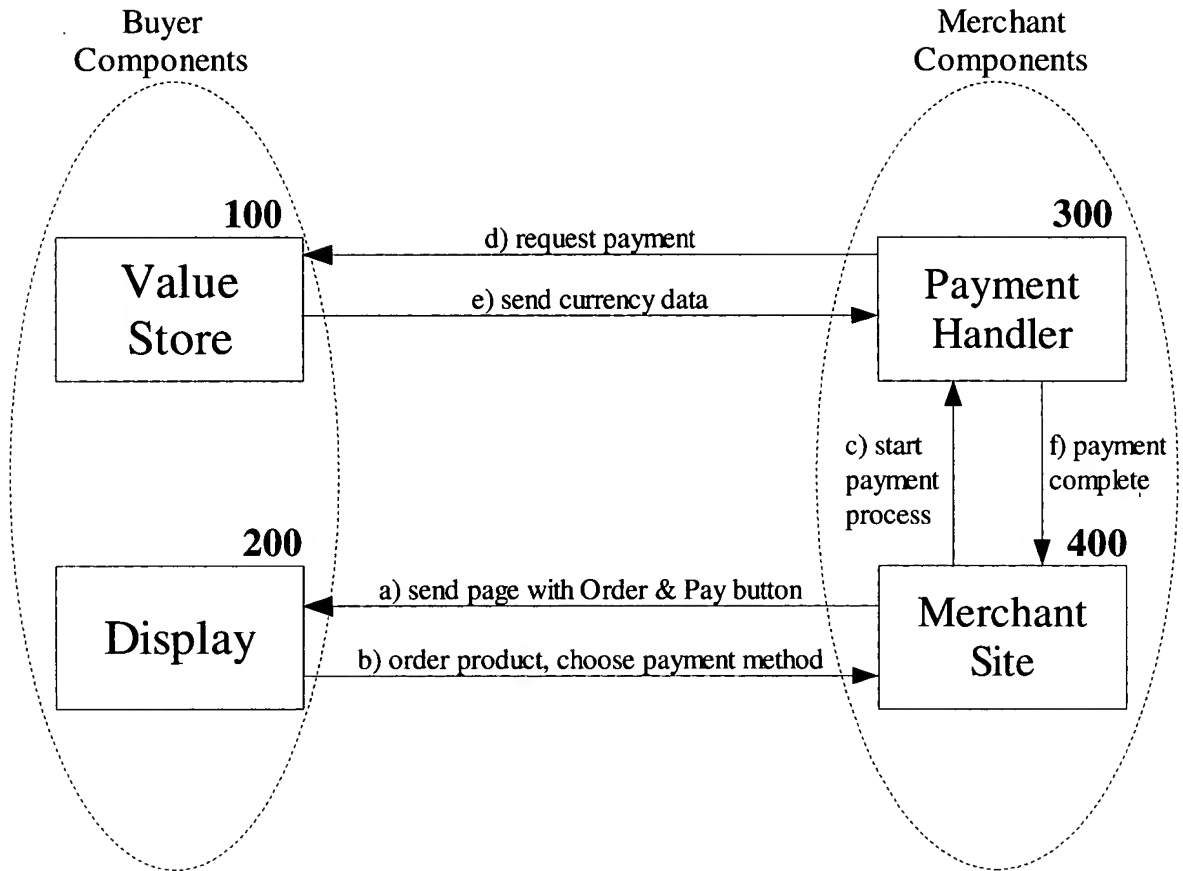 Buyer
Components
Merchant
Components
100
300
Value
Store
d) request payment
e) send currency data
Payment
Handler
c) start
payment
process
f) payment
complete
200
400
Display
a) send page with Order & Pay button
b) order product, choose payment method
Merchant
Site